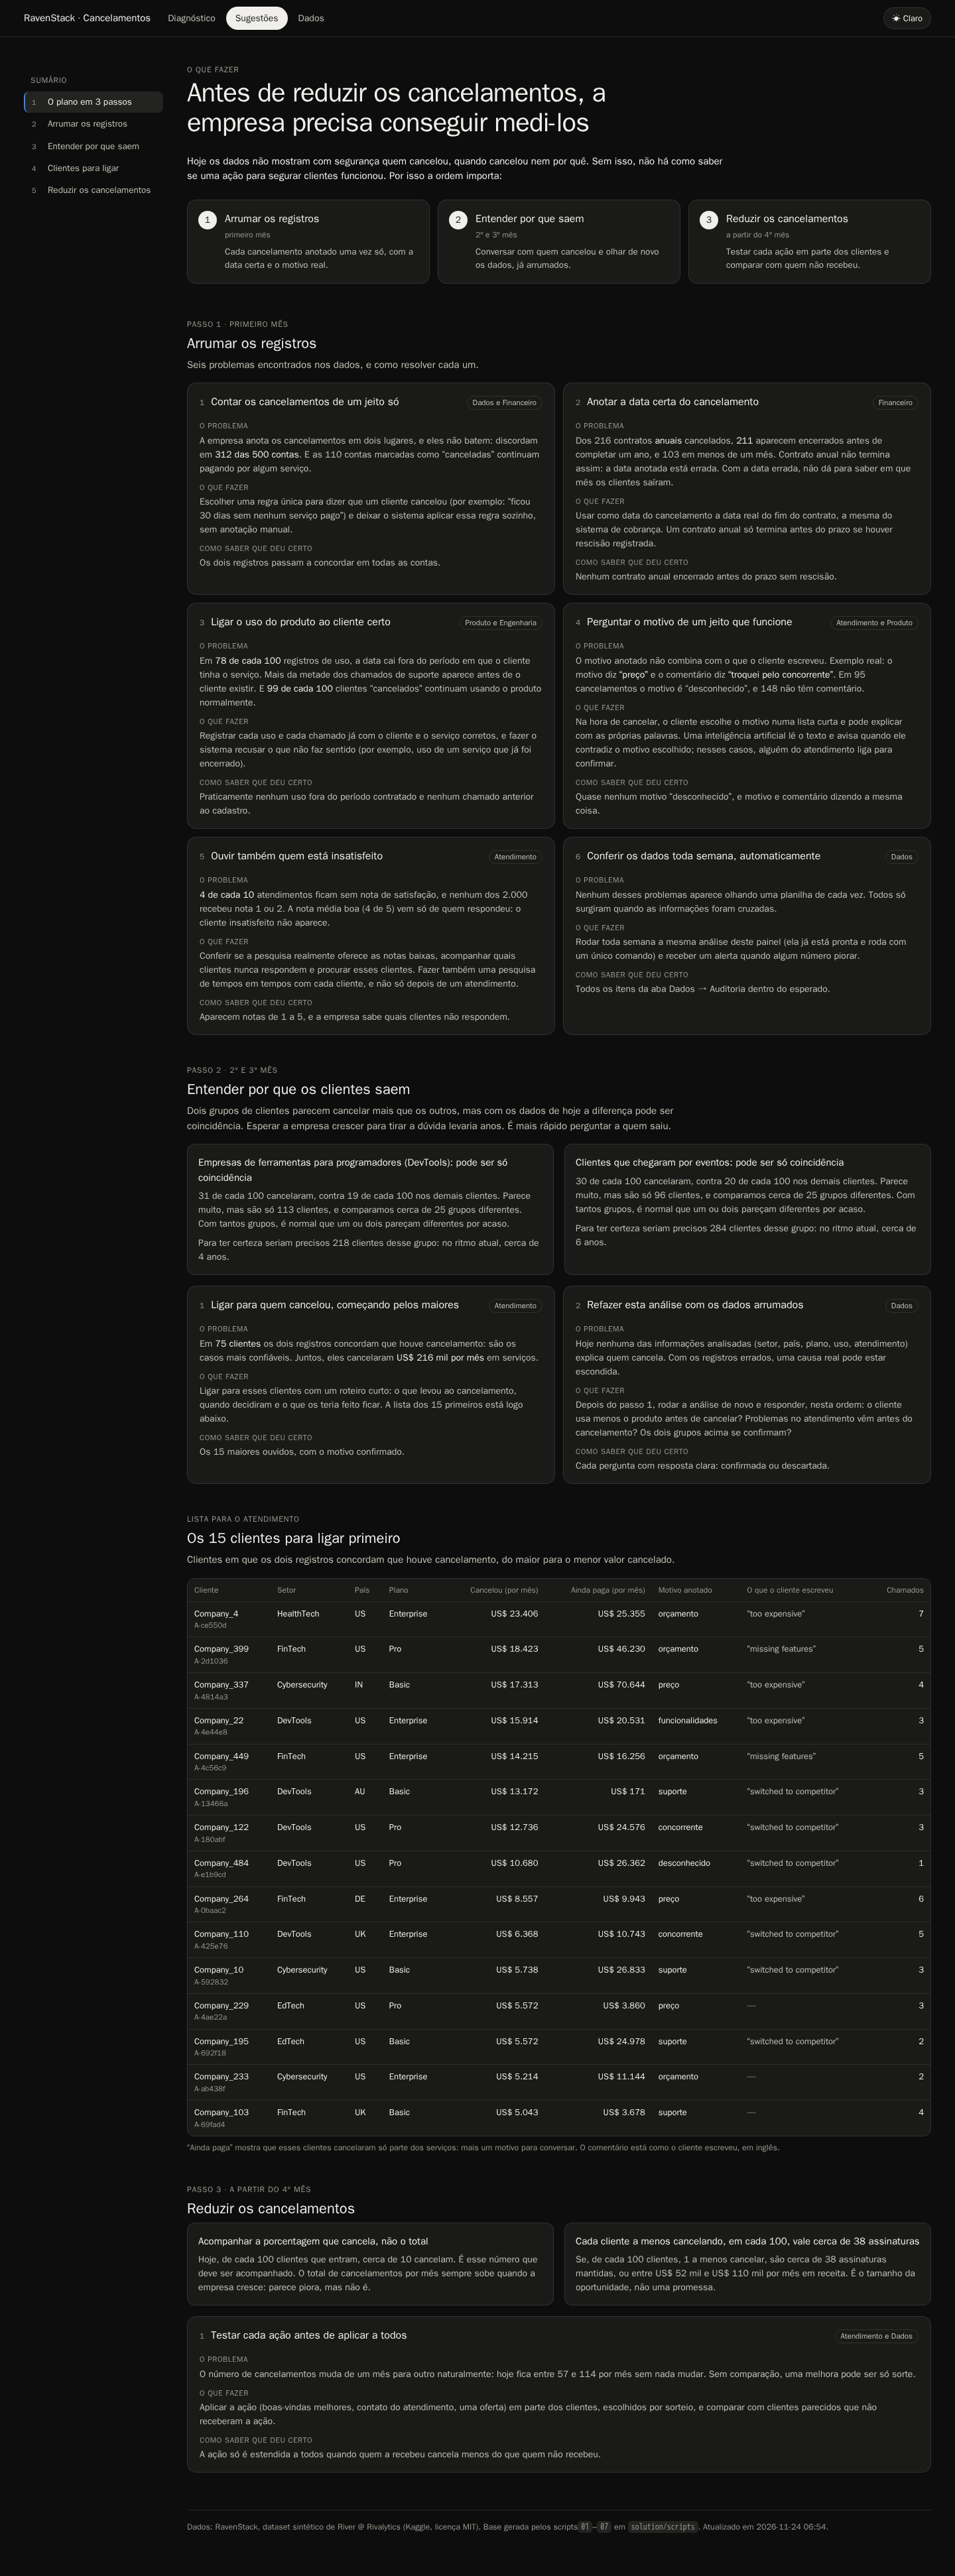 RavenStack · Cancelamentos
Diagnóstico
Sugestões
Dados
☀ Claro
SUMÁRIO
1 O plano em 3 passos
2 Arrumar os registros
3 Entender por que saem
4 Clientes para ligar
5 Reduzir os cancelamentos
O QUE FAZER
Antes de reduzir os cancelamentos, a
empresa precisa conseguir medi-los
Hoje os dados não mostram com segurança quem cancelou, quando cancelou nem por quê. Sem isso, não há como saber
se uma ação para segurar clientes funcionou. Por isso a ordem importa:
1 Arrumar os registros
primeiro mês
Cada cancelamento anotado uma vez só, com a
data certa e o motivo real.
2 Entender por que saem
2º e 3º mês
Conversar com quem cancelou e olhar de novo
os dados, já arrumados.
3 Reduzir os cancelamentos
a partir do 4º mês
Testar cada ação em parte dos clientes e
comparar com quem não recebeu.
PASSO 1 · PRIMEIRO MÊS
Arrumar os registros
Seis problemas encontrados nos dados, e como resolver cada um.
1 Contar os cancelamentos de um jeito só
Dados e Financeiro
O PROBLEMA
A empresa anota os cancelamentos em dois lugares, e eles não batem: discordam
em 312 das 500 contas. E as 110 contas marcadas como “canceladas” continuam
pagando por algum serviço.
O QUE FAZER
Escolher uma regra única para dizer que um cliente cancelou (por exemplo: “ficou
30 dias sem nenhum serviço pago”) e deixar o sistema aplicar essa regra sozinho,
sem anotação manual.
COMO SABER QUE DEU CERTO
Os dois registros passam a concordar em todas as contas.
2 Anotar a data certa do cancelamento
Financeiro
O PROBLEMA
Dos 216 contratos anuais cancelados, 211 aparecem encerrados antes de
completar um ano, e 103 em menos de um mês. Contrato anual não termina
assim: a data anotada está errada. Com a data errada, não dá para saber em que
mês os clientes saíram.
O QUE FAZER
Usar como data do cancelamento a data real do fim do contrato, a mesma do
sistema de cobrança. Um contrato anual só termina antes do prazo se houver
rescisão registrada.
COMO SABER QUE DEU CERTO
Nenhum contrato anual encerrado antes do prazo sem rescisão.
3 Ligar o uso do produto ao cliente certo
Produto e Engenharia
O PROBLEMA
Em 78 de cada 100 registros de uso, a data cai fora do período em que o cliente
tinha o serviço. Mais da metade dos chamados de suporte aparece antes de o
cliente existir. E 99 de cada 100 clientes “cancelados” continuam usando o produto
normalmente.
O QUE FAZER
Registrar cada uso e cada chamado já com o cliente e o serviço corretos, e fazer o
sistema recusar o que não faz sentido (por exemplo, uso de um serviço que já foi
encerrado).
COMO SABER QUE DEU CERTO
Praticamente nenhum uso fora do período contratado e nenhum chamado anterior
ao cadastro.
4 Perguntar o motivo de um jeito que funcione
Atendimento e Produto
O PROBLEMA
O motivo anotado não combina com o que o cliente escreveu. Exemplo real: o
motivo diz “preço” e o comentário diz “troquei pelo concorrente”. Em 95
cancelamentos o motivo é “desconhecido”, e 148 não têm comentário.
O QUE FAZER
Na hora de cancelar, o cliente escolhe o motivo numa lista curta e pode explicar
com as próprias palavras. Uma inteligência artificial lê o texto e avisa quando ele
contradiz o motivo escolhido; nesses casos, alguém do atendimento liga para
confirmar.
COMO SABER QUE DEU CERTO
Quase nenhum motivo “desconhecido”, e motivo e comentário dizendo a mesma
coisa.
5 Ouvir também quem está insatisfeito
Atendimento
O PROBLEMA
4 de cada 10 atendimentos ficam sem nota de satisfação, e nenhum dos 2.000
recebeu nota 1 ou 2. A nota média boa (4 de 5) vem só de quem respondeu: o
cliente insatisfeito não aparece.
O QUE FAZER
Conferir se a pesquisa realmente oferece as notas baixas, acompanhar quais
clientes nunca respondem e procurar esses clientes. Fazer também uma pesquisa
de tempos em tempos com cada cliente, e não só depois de um atendimento.
COMO SABER QUE DEU CERTO
Aparecem notas de 1 a 5, e a empresa sabe quais clientes não respondem.
6 Conferir os dados toda semana, automaticamente
Dados
O PROBLEMA
Nenhum desses problemas aparece olhando uma planilha de cada vez. Todos só
surgiram quando as informações foram cruzadas.
O QUE FAZER
Rodar toda semana a mesma análise deste painel (ela já está pronta e roda com
um único comando) e receber um alerta quando algum número piorar.
COMO SABER QUE DEU CERTO
Todos os itens da aba Dados → Auditoria dentro do esperado.
PASSO 2 · 2º E 3º MÊS
Entender por que os clientes saem
Dois grupos de clientes parecem cancelar mais que os outros, mas com os dados de hoje a diferença pode ser
coincidência. Esperar a empresa crescer para tirar a dúvida levaria anos. É mais rápido perguntar a quem saiu.
Empresas de ferramentas para programadores (DevTools): pode ser só
coincidência
31 de cada 100 cancelaram, contra 19 de cada 100 nos demais clientes. Parece
muito, mas são só 113 clientes, e comparamos cerca de 25 grupos diferentes.
Com tantos grupos, é normal que um ou dois pareçam diferentes por acaso.
Para ter certeza seriam precisos 218 clientes desse grupo: no ritmo atual, cerca de
4 anos.
Clientes que chegaram por eventos: pode ser só coincidência
30 de cada 100 cancelaram, contra 20 de cada 100 nos demais clientes. Parece
muito, mas são só 96 clientes, e comparamos cerca de 25 grupos diferentes. Com
tantos grupos, é normal que um ou dois pareçam diferentes por acaso.
Para ter certeza seriam precisos 284 clientes desse grupo: no ritmo atual, cerca de
6 anos.
1 Ligar para quem cancelou, começando pelos maiores
Atendimento
O PROBLEMA
Em 75 clientes os dois registros concordam que houve cancelamento: são os
casos mais confiáveis. Juntos, eles cancelaram US$ 216 mil por mês em serviços.
O QUE FAZER
Ligar para esses clientes com um roteiro curto: o que levou ao cancelamento,
quando decidiram e o que os teria feito ficar. A lista dos 15 primeiros está logo
abaixo.
COMO SABER QUE DEU CERTO
Os 15 maiores ouvidos, com o motivo confirmado.
2 Refazer esta análise com os dados arrumados
Dados
O PROBLEMA
Hoje nenhuma das informações analisadas (setor, país, plano, uso, atendimento)
explica quem cancela. Com os registros errados, uma causa real pode estar
escondida.
O QUE FAZER
Depois do passo 1, rodar a análise de novo e responder, nesta ordem: o cliente
usa menos o produto antes de cancelar? Problemas no atendimento vêm antes do
cancelamento? Os dois grupos acima se confirmam?
COMO SABER QUE DEU CERTO
Cada pergunta com resposta clara: confirmada ou descartada.
LISTA PARA O ATENDIMENTO
Os 15 clientes para ligar primeiro
Clientes em que os dois registros concordam que houve cancelamento, do maior para o menor valor cancelado.
Cliente Setor País Plano Cancelou (por mês) Ainda paga (por mês) Motivo anotado O que o cliente escreveu Chamados
Company_4 HealthTech US Enterprise US$ 23.406 US$ 25.355 orçamento “too expensive” 7
A-ce550d
Company_399 FinTech US Pro US$ 18.423 US$ 46.230 orçamento “missing features” 5
A-2d1036
Company_337 Cybersecurity IN Basic US$ 17.313 US$ 70.644 preço “too expensive” 4
A-4814a3
Company_22 DevTools US Enterprise US$ 15.914 US$ 20.531 funcionalidades “too expensive” 3
A-4e44e8
Company_449 FinTech US Enterprise US$ 14.215 US$ 16.256 orçamento “missing features” 5
A-4c56c9
Company_196 DevTools AU Basic US$ 13.172 US$ 171 suporte “switched to competitor” 3
A-13466a
Company_122 DevTools US Pro US$ 12.736 US$ 24.576 concorrente “switched to competitor” 3
A-180abf
Company_484 DevTools US Pro US$ 10.680 US$ 26.362 desconhecido “switched to competitor” 1
A-e1b9cd
Company_264 FinTech DE Enterprise US$ 8.557 US$ 9.943 preço “too expensive” 6
A-0baac2
Company_110 DevTools UK Enterprise US$ 6.368 US$ 10.743 concorrente “switched to competitor” 5
A-425e76
Company_10 Cybersecurity US Basic US$ 5.738 US$ 26.833 suporte “switched to competitor” 3
A-592832
Company_229 EdTech US Pro US$ 5.572 US$ 3.860 preço — 3
A-4ae22a
Company_195 EdTech US Basic US$ 5.572 US$ 24.978 suporte “switched to competitor” 2
A-692f18
Company_233 Cybersecurity US Enterprise US$ 5.214 US$ 11.144 orçamento — 2
A-ab438f
Company_103 FinTech UK Basic US$ 5.043 US$ 3.678 suporte — 4
A-69fad4
“Ainda paga” mostra que esses clientes cancelaram só parte dos serviços: mais um motivo para conversar. O comentário está como o cliente escreveu, em inglês.
PASSO 3 · A PARTIR DO 4º MÊS
Reduzir os cancelamentos
Acompanhar a porcentagem que cancela, não o total
Hoje, de cada 100 clientes que entram, cerca de 10 cancelam. É esse número que
deve ser acompanhado. O total de cancelamentos por mês sempre sobe quando a
empresa cresce: parece piora, mas não é.
Cada cliente a menos cancelando, em cada 100, vale cerca de 38 assinaturas
Se, de cada 100 clientes, 1 a menos cancelar, são cerca de 38 assinaturas
mantidas, ou entre US$ 52 mil e US$ 110 mil por mês em receita. É o tamanho da
oportunidade, não uma promessa.
1 Testar cada ação antes de aplicar a todos
Atendimento e Dados
O PROBLEMA
O número de cancelamentos muda de um mês para outro naturalmente: hoje fica entre 57 e 114 por mês sem nada mudar. Sem comparação, uma melhora pode ser só sorte.
O QUE FAZER
Aplicar a ação (boas-vindas melhores, contato do atendimento, uma oferta) em parte dos clientes, escolhidos por sorteio, e comparar com clientes parecidos que não
receberam a ação.
COMO SABER QUE DEU CERTO
A ação só é estendida a todos quando quem a recebeu cancela menos do que quem não recebeu.
Dados: RavenStack, dataset sintético de River @ Rivalytics (Kaggle, licença MIT). Base gerada pelos scripts 01–07 em solution/scripts. Atualizado em 2026-11-24 06:54.